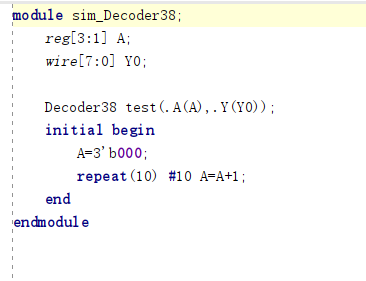 module sim_Decoder38;
reg[3:1] A;
wire[7:0] Y0;
Decoder38 test(.A(A),.Y(Y0));
initial begin
A=3'b000;
repeat(10) #10 A=A+1;
end
endmodule